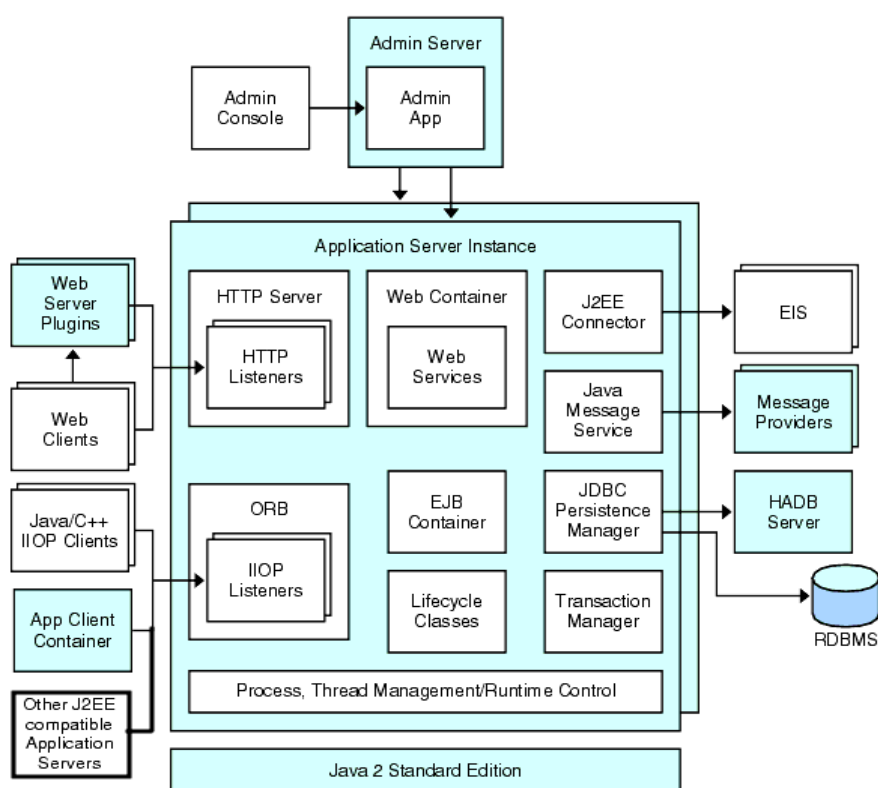 Admin Server
Admin
Console
Admin
App
Application Server Instance
Web
Server
Plugins
HTTP Server
HTTP
Listeners
Web Container
Web
Services
J2EE
Connector
EIS
Web
Clients
Java
Message
Service
Message
Providers
Java/C++
IIOP Clients
ORB
IIOP
Listeners
EJB
Container
JDBC
Persistence
Manager
HADB
Server
App Client
Container
Lifecycle
Classes
Transaction
Manager
RDBMS
Other J2EE
compatible
Application
Servers
Process, Thread Management/Runtime Control
Java 2 Standard Edition